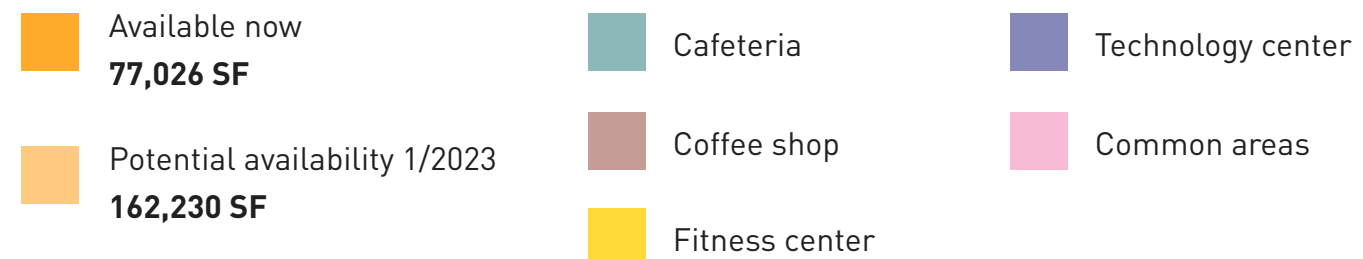 Available now
77,026 SF
Potential availability 1/2023
162,230 SF
Cafeteria
Coffee shop
Fitness center
Technology center
Common areas